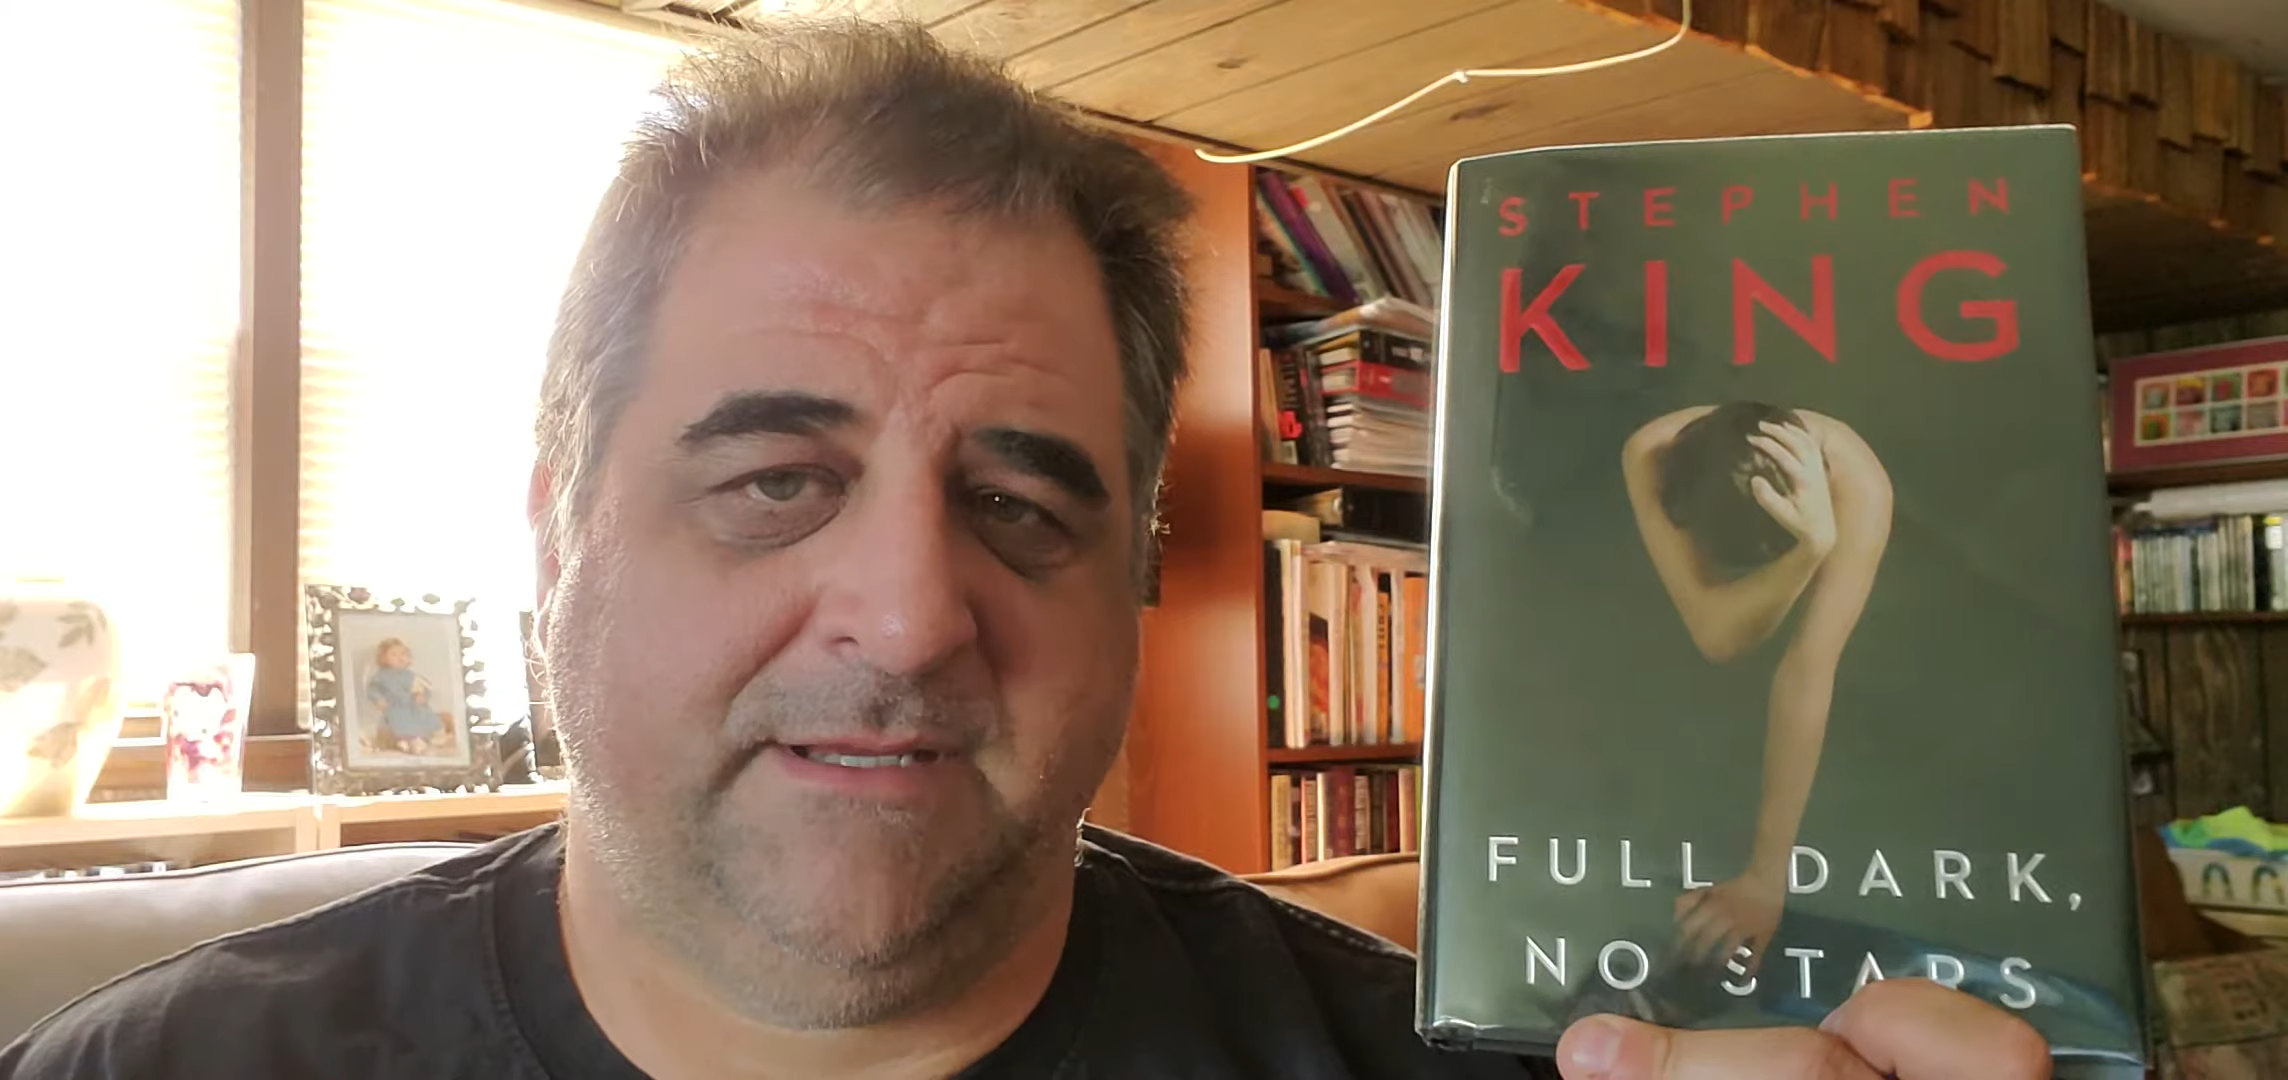 STEPHEN
KING
FULL DARK,
NO STARS